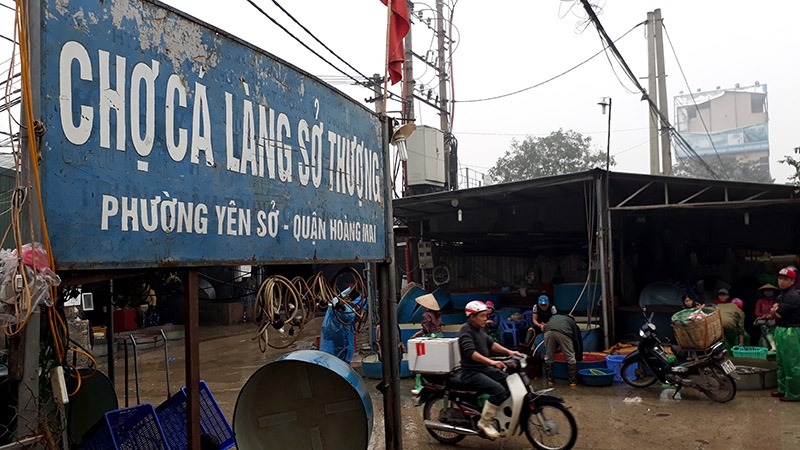 CHỢ CÁ LÀNG SỞ THƯỢNG
PHƯỜNG YÊN SỞ - QUẬN HOÀNG MAI